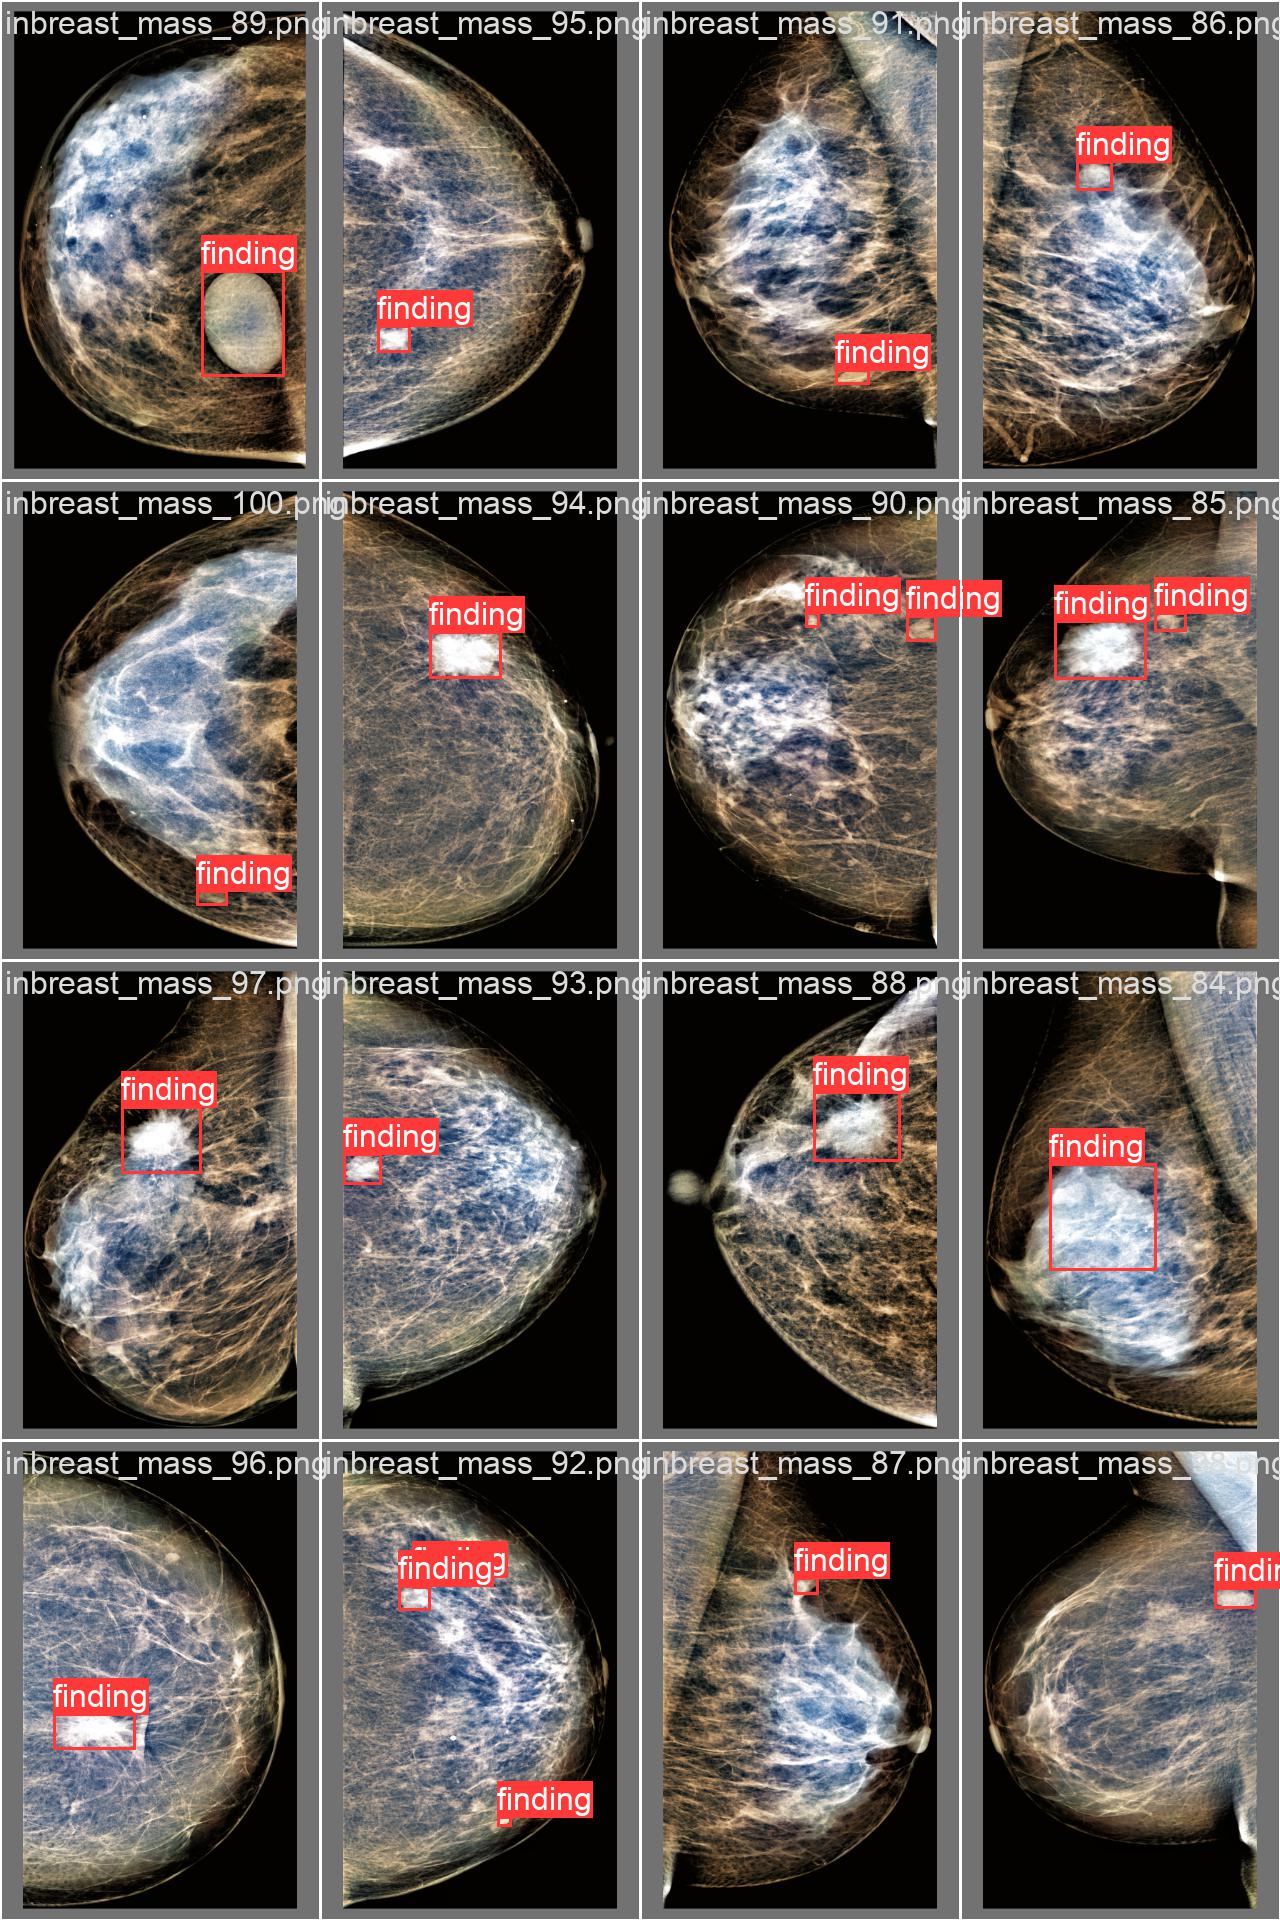 inbreast_mass_89.png
inbreast_mass_95.png
inbreast_mass_91.png
inbreast_mass_86.png
finding
finding
finding
finding
inbreast_mass_100.png
inbreast_mass_94.png
inbreast_mass_90.png
inbreast_mass_85.png
finding
finding
finding
finding
finding
finding
inbreast_mass_97.png
inbreast_mass_93.png
inbreast_mass_88.png
inbreast_mass_84.png
finding
finding
finding
finding
inbreast_mass_96.png
inbreast_mass_92.png
inbreast_mass_87.png
finding
finding
finding
finding